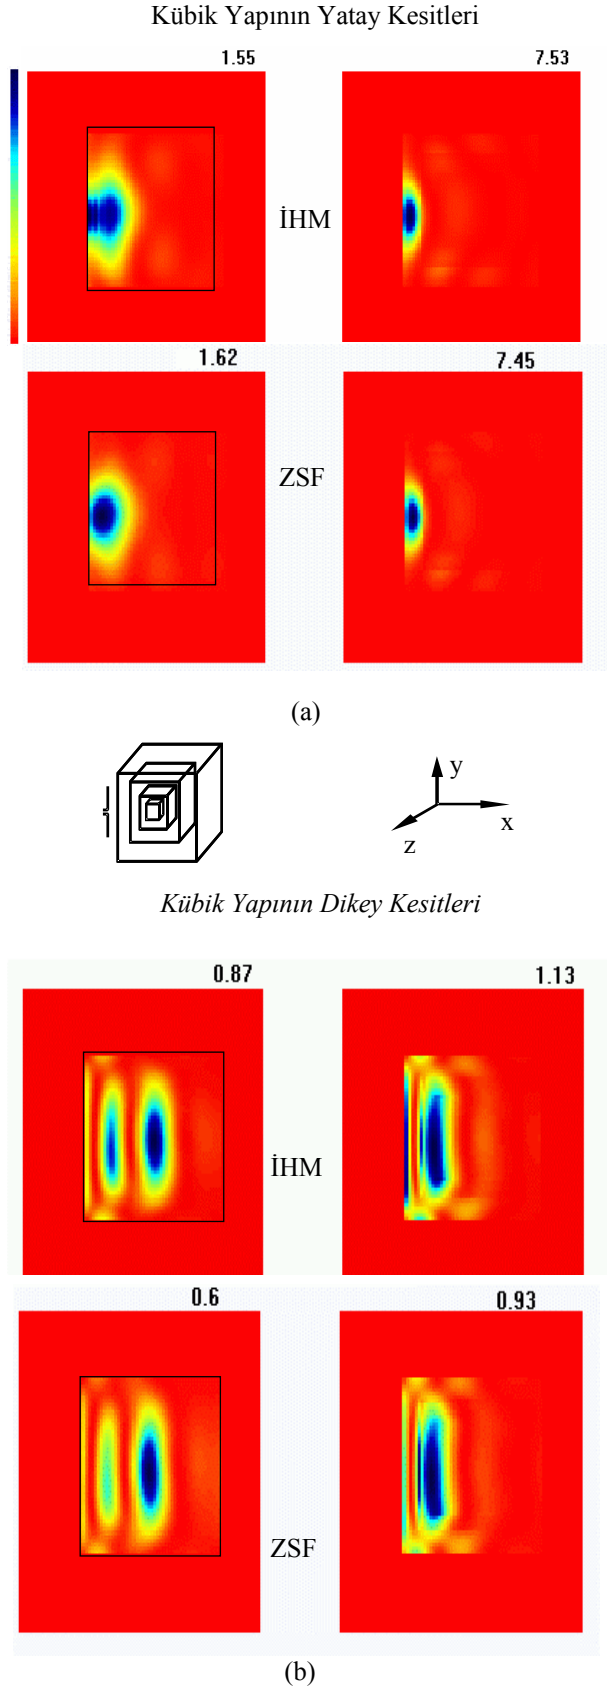 Kübik Yapının Yatay Kesitleri
1.55 7.53
İHM
1.62 7.45
ZSF
(a)
y
x
z
Kübik Yapının Dikey Kesitleri
0.87 1.13
İHM
0.6 0.93
ZSF
(b)